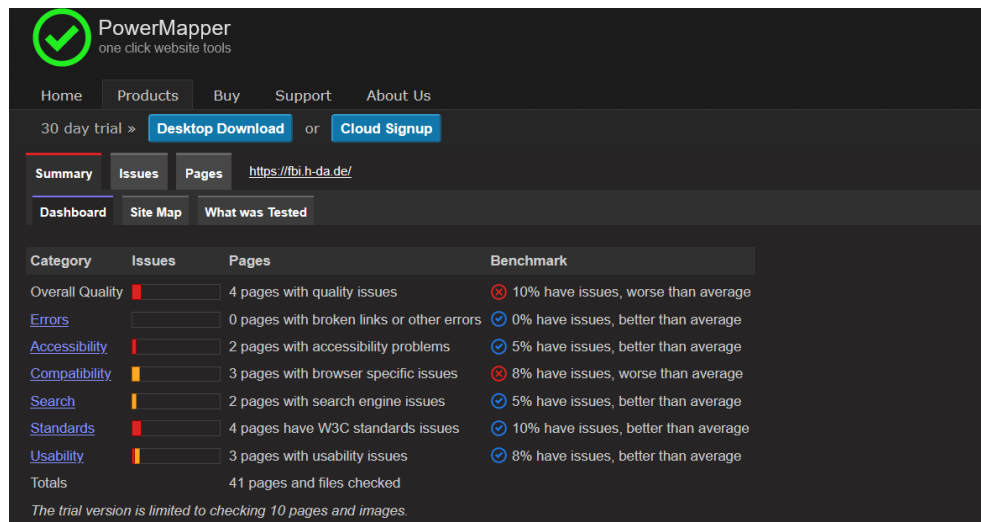 PowerMapper
one click website tools
Home Products Buy Support About Us
30 day trial » Desktop Download or Cloud Signup
Summary Issues Pages https://fbi.h-da.de/
Dashboard Site Map What was Tested
Category Issues Pages Benchmark
Overall Quality 4 pages with quality issues 10% have issues, worse than average
Errors 0 pages with broken links or other errors 0% have issues, better than average
Accessibility 2 pages with accessibility problems 5% have issues, better than average
Compatibility 3 pages with browser specific issues 8% have issues, worse than average
Search 2 pages with search engine issues 5% have issues, better than average
Standards 4 pages have W3C standards issues 10% have issues, better than average
Usability 3 pages with usability issues 8% have issues, better than average
Totals 41 pages and files checked
The trial version is limited to checking 10 pages and images.